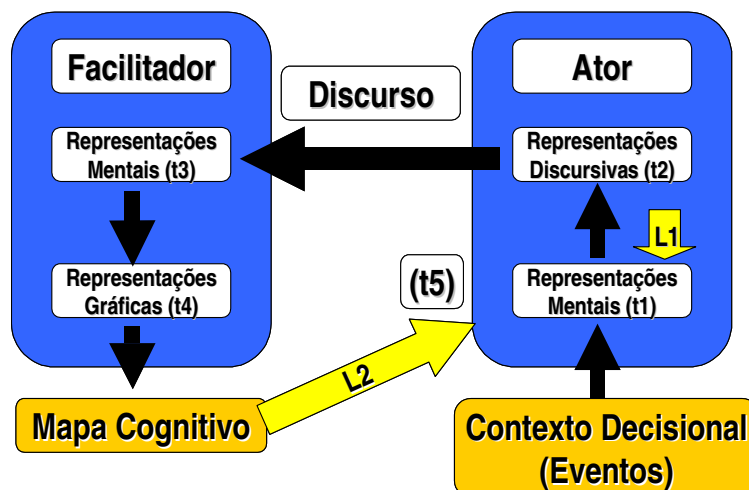 Facilitador
Representações
Mentais (t3)
Representações
Gráficas (t4)
Mapa Cognitivo
Discurso
(t5)
L2
Ator
Representações
Discursivas (t2)
L1
Representações
Mentais (t1)
Contexto Decisional
(Eventos)